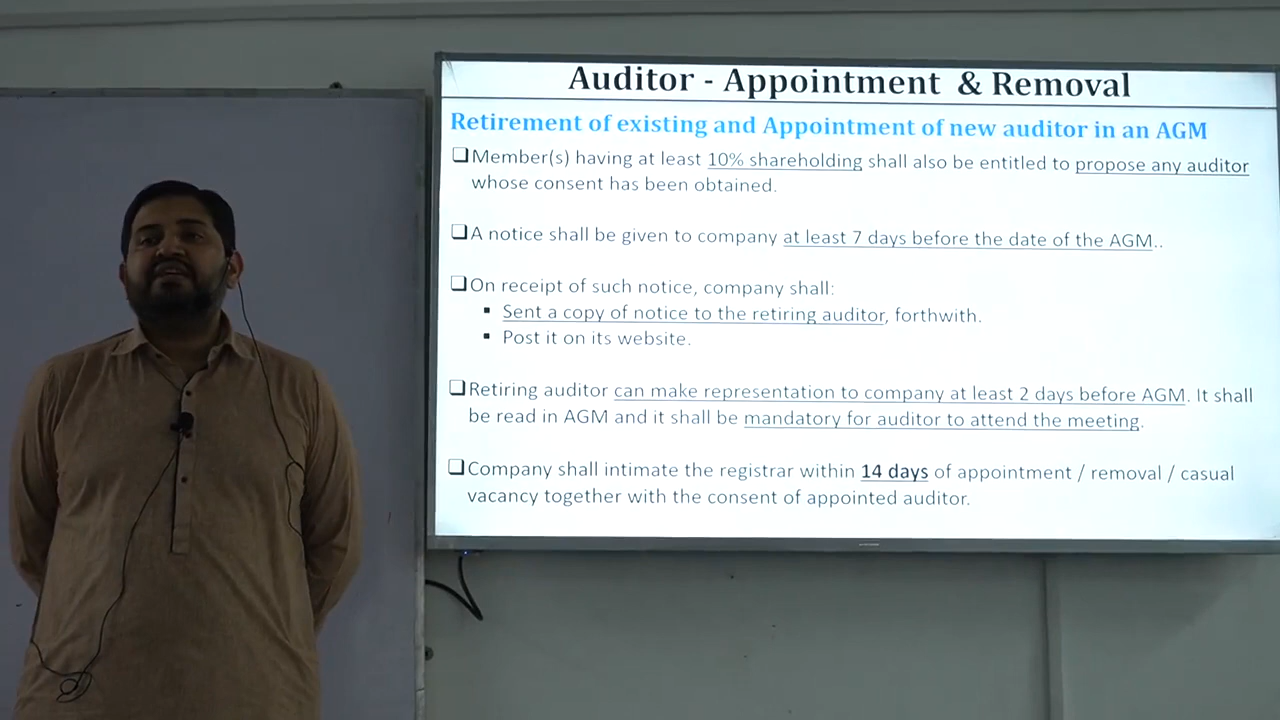 Auditor - Appointment & Removal
Retirement of existing and Appointment of new auditor in an AGM
❑Member(s) having at least 10% shareholding shall also be entitled to propose any auditor
whose consent has been obtained.
❑A notice shall be given to company at least 7 days before the date of the AGM..
❑On receipt of such notice, company shall:
▪ Sent a copy of notice to the retiring auditor, forthwith.
▪ Post it on its website.
❑Retiring auditor can make representation to company at least 2 days before AGM. It shall
be read in AGM and it shall be mandatory for auditor to attend the meeting.
❑Company shall intimate the registrar within 14 days of appointment / removal / casual
vacancy together with the consent of appointed auditor.